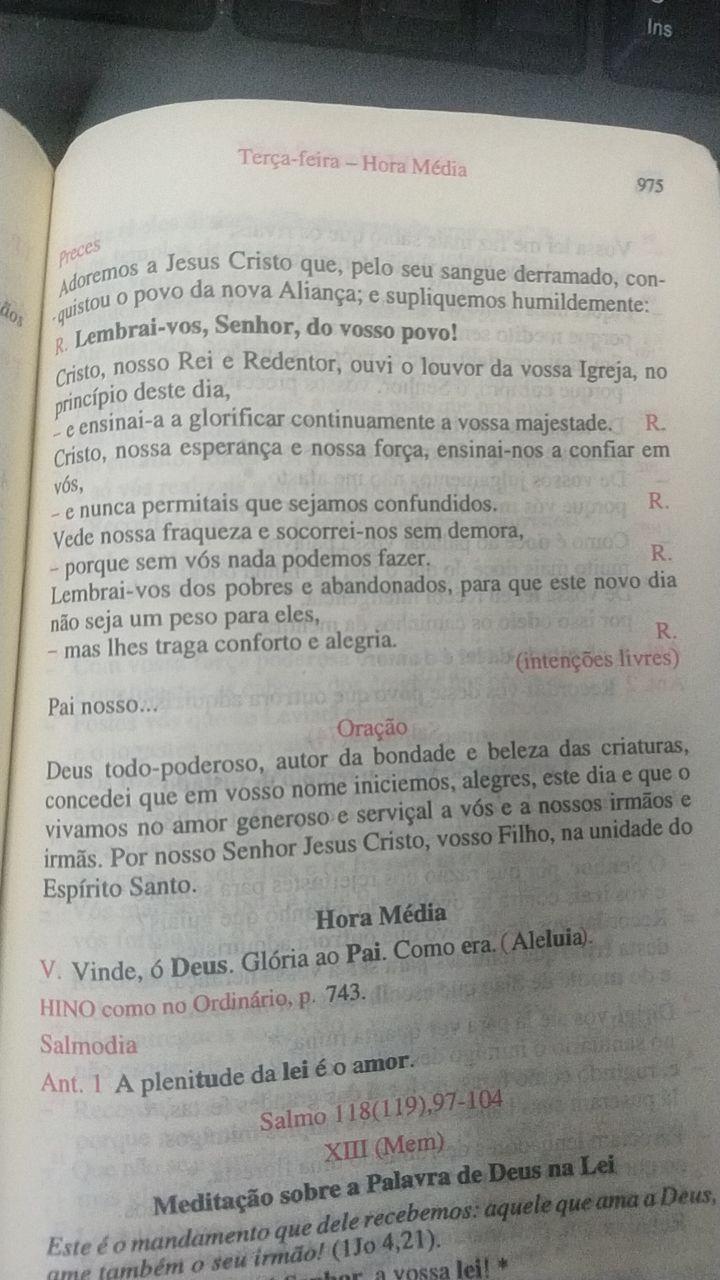 Ins
Terça-feira – Hora Média
975
Preces
Adoremos a Jesus Cristo que, pelo seu sangue derramado, con-
quistou o povo da nova Aliança; e supliquemos humildemente:
R. Lembrai-vos, Senhor, do vosso povo!
Cristo, nosso Rei e Redentor, ouvi o louvor da vossa Igreja, no
princípio deste dia,
– e ensinai-a a glorificar continuamente a vossa majestade. R.
Cristo, nossa esperança e nossa força, ensinai-nos a confiar em
vós,
– e nunca permitais que sejamos confundidos. R.
Vede nossa fraqueza e socorrei-nos sem demora,
– porque sem vós nada podemos fazer. R.
Lembrai-vos dos pobres e abandonados, para que este novo dia
não seja um peso para eles,
– mas lhes traga conforto e alegria. R.
(intenções livres)
Pai nosso...
Oração
Deus todo-poderoso, autor da bondade e beleza das criaturas,
concedei que em vosso nome iniciemos, alegres, este dia e que o
vivamos no amor generoso e serviçal a vós e a nossos irmãos e
irmãs. Por nosso Senhor Jesus Cristo, vosso Filho, na unidade do
Espírito Santo.
Hora Média
V. Vinde, ó Deus. Glória ao Pai. Como era. (Aleluia).
HINO como no Ordinário, p. 743.
Salmodia
Ant. 1 A plenitude da lei é o amor.
Salmo 118(119),97-104
XIII (Mem)
Meditação sobre a Palavra de Deus na Lei
Este é o mandamento que dele recebemos: aquele que ama a Deus,
ame também o seu irmão! (1Jo 4,21).
a vossa lei! *